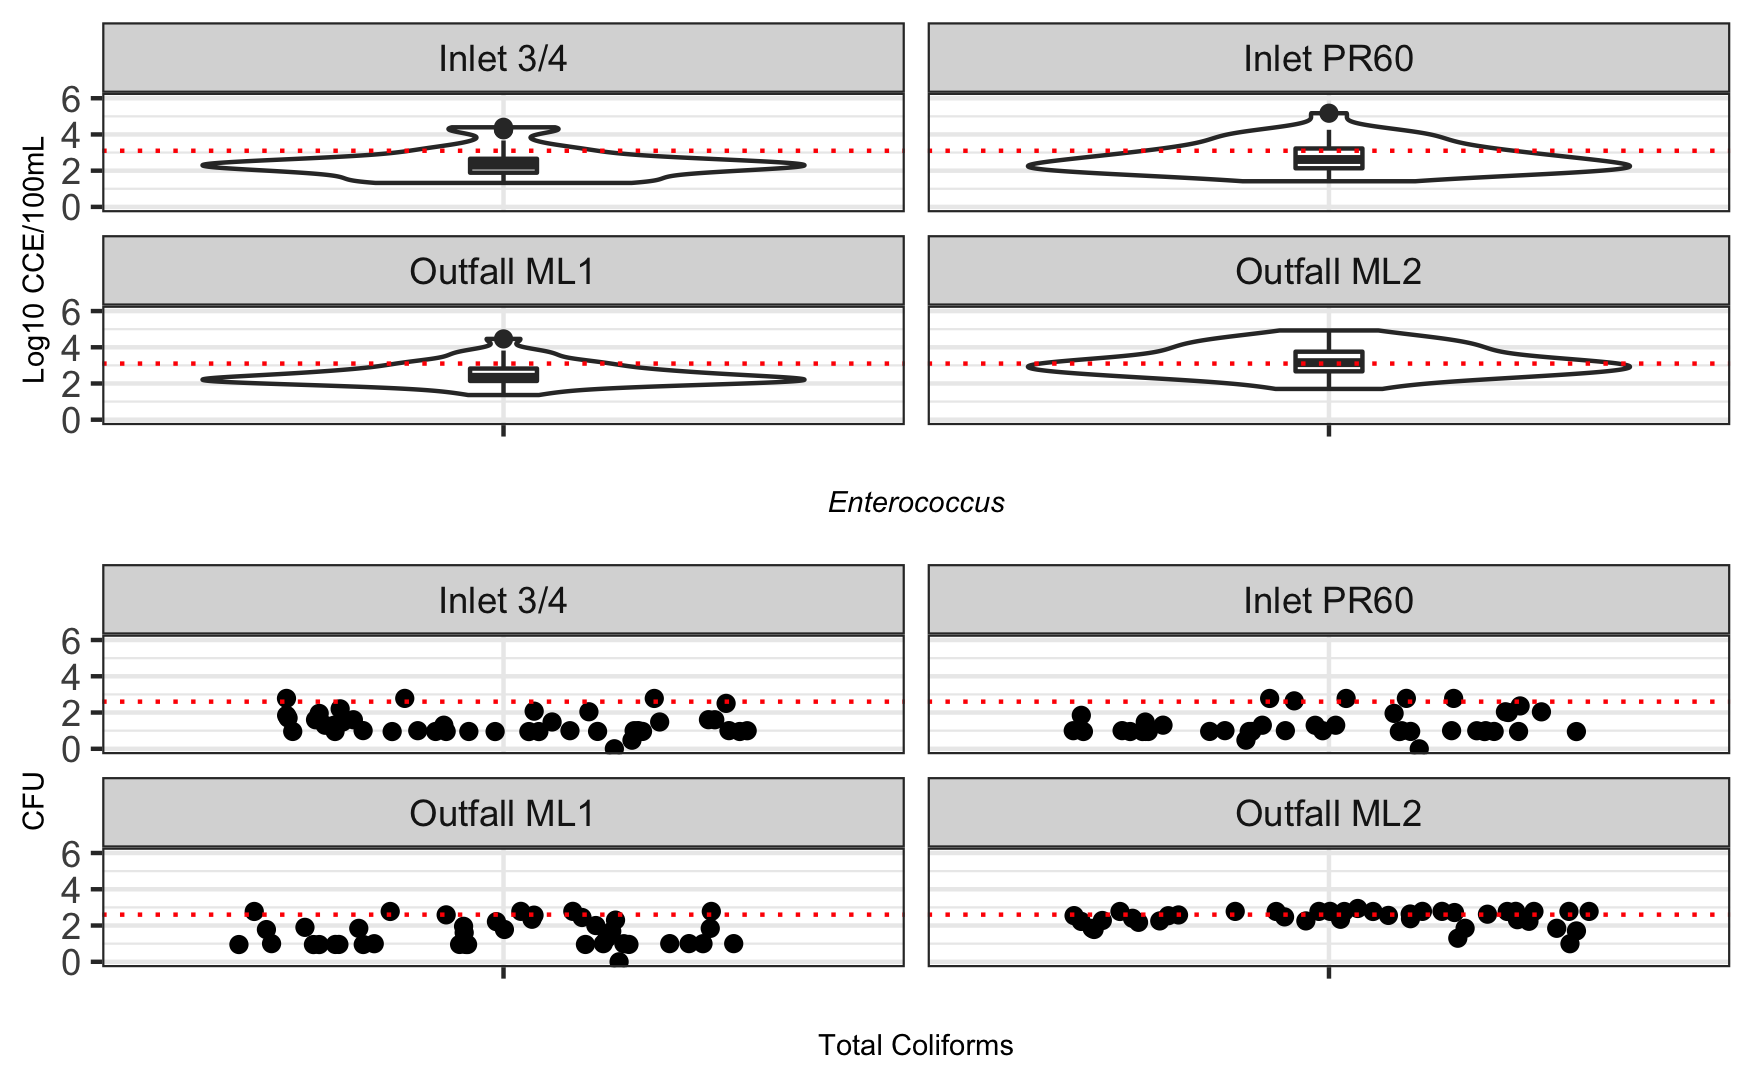 Inlet 3/4
Inlet PR60
6
4
2
0
Outfall ML1
Outfall ML2
6
4
2
0
Log10 CCE/100mL
Enterococcus
Inlet 3/4
Inlet PR60
6
4
2
0
Outfall ML1
Outfall ML2
6
4
2
0
CFU
Total Coliforms